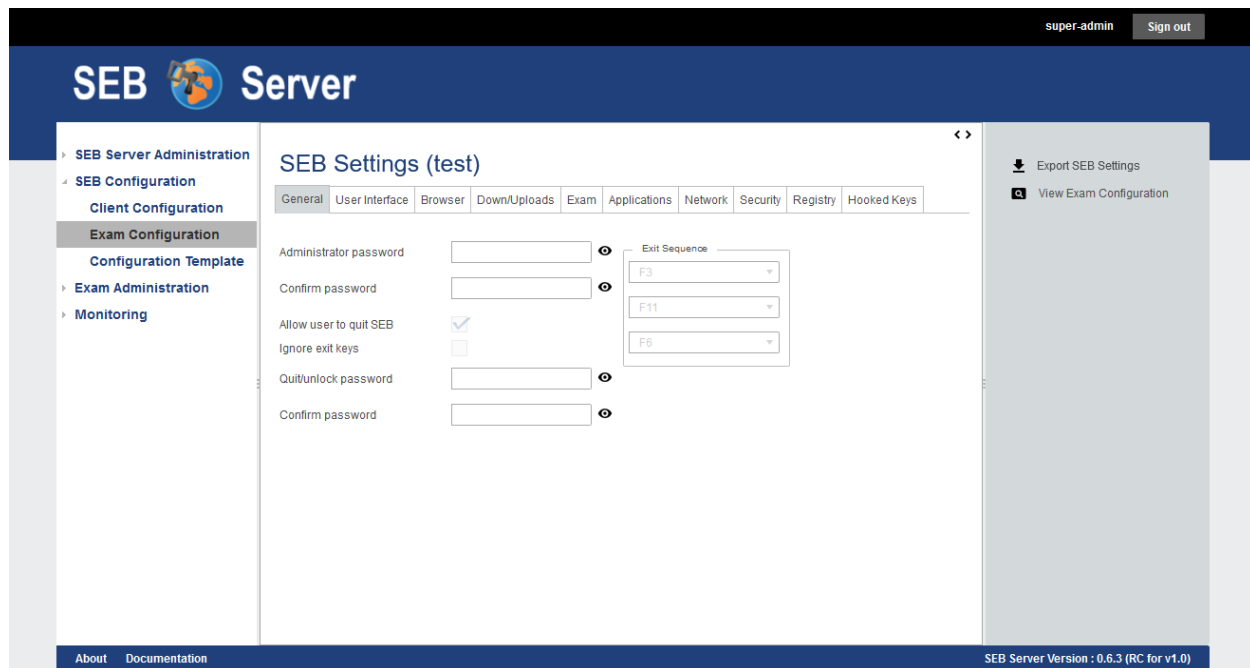 super-admin
Sign out
SEB Server
SEB Server Administration
SEB Configuration
Client Configuration
Exam Configuration
Configuration Template
Exam Administration
Monitoring
SEB Settings (test)
General User Interface Browser Down/Uploads Exam Applications Network Security Registry Hooked Keys
Administrator password
Confirm password
Allow user to quit SEB
Ignore exit keys
Quit/unlock password
Confirm password
Exit Sequence
F3
F11
F6
Export SEB Settings
View Exam Configuration
About Documentation
SEB Server Version : 0.6.3 (RC for v1.0)